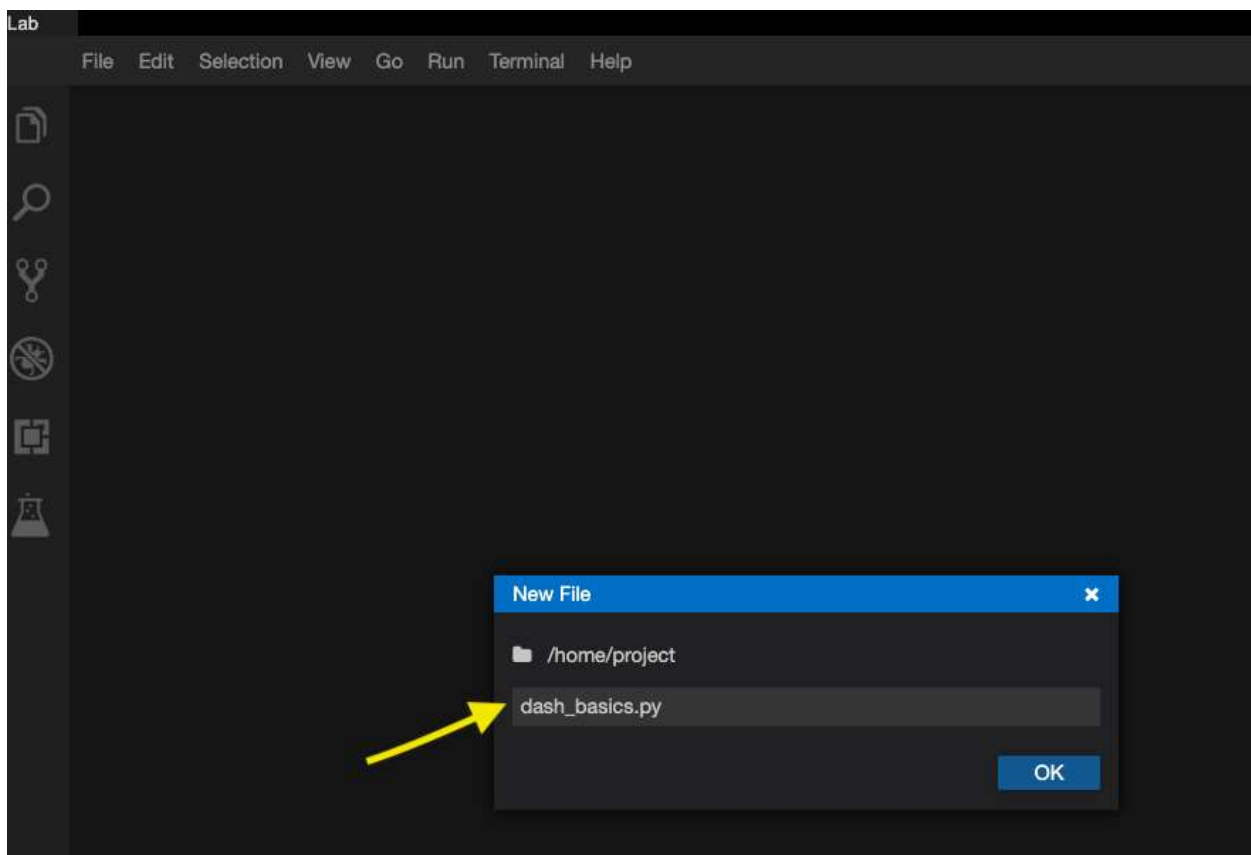 Lab
File Edit Selection View Go Run Terminal Help
New File
/home/project
dash_basics.py
OK